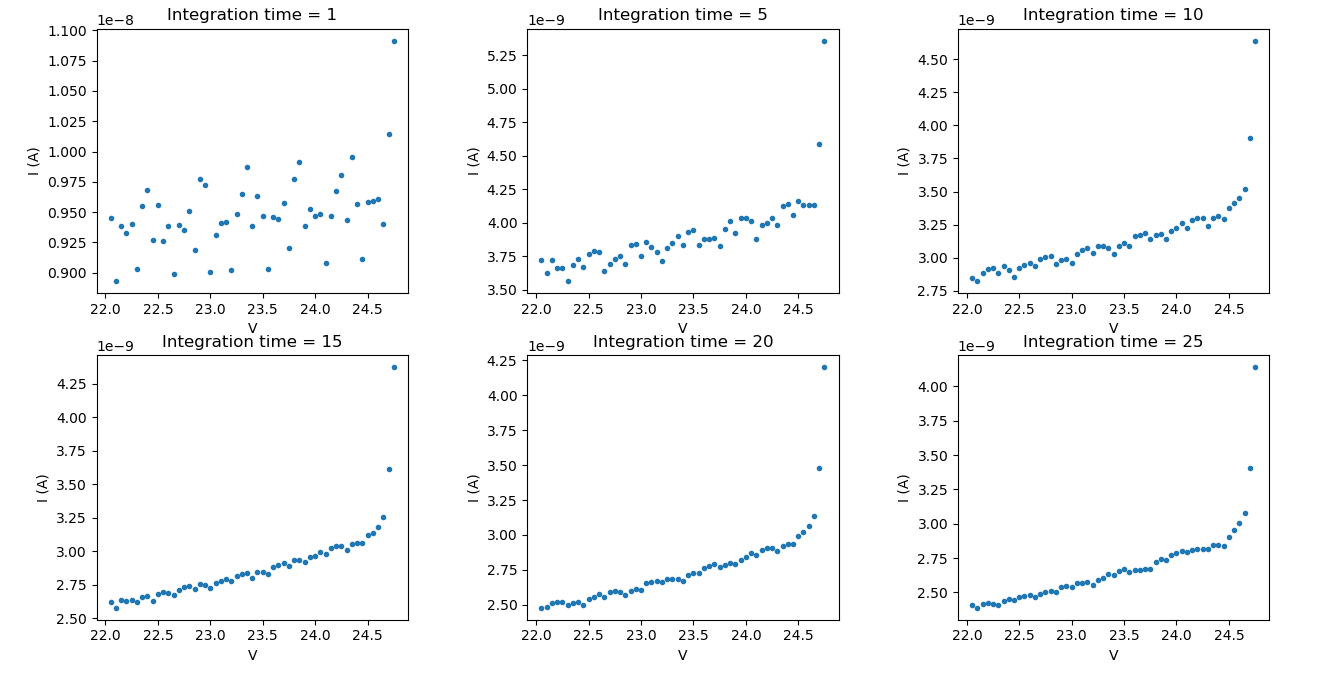 Integration time = 1
1e−8
1.100
1.075
1.050
1.025
1.000
0.975
0.950
0.925
0.900
I (A)
22.0 22.5 23.0 23.5 24.0 24.5
V
Integration time = 5
1e−9
5.25
5.00
4.75
4.50
4.25
4.00
3.75
3.50
I (A)
22.0 22.5 23.0 23.5 24.0 24.5
V
Integration time = 10
1e−9
4.50
4.25
4.00
3.75
3.50
3.25
3.00
2.75
I (A)
22.0 22.5 23.0 23.5 24.0 24.5
V
Integration time = 15
1e−9
4.25
4.00
3.75
3.50
3.25
3.00
2.75
2.50
I (A)
22.0 22.5 23.0 23.5 24.0 24.5
V
Integration time = 20
1e−9
4.25
4.00
3.75
3.50
3.25
3.00
2.75
2.50
I (A)
22.0 22.5 23.0 23.5 24.0 24.5
V
Integration time = 25
1e−9
4.00
3.75
3.50
3.25
3.00
2.75
2.50
I (A)
22.0 22.5 23.0 23.5 24.0 24.5
V